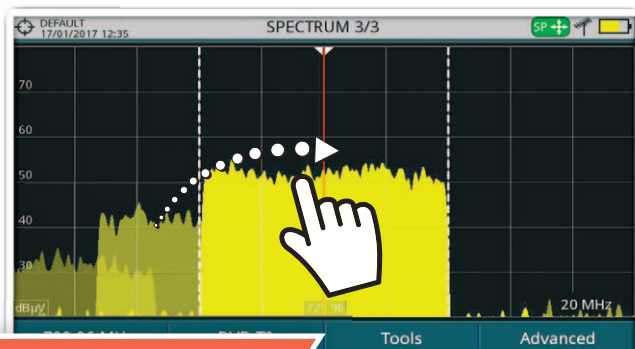 DEFAULT
17/01/2017 12:35
SPECTRUM 3/3
SP
70
60
50
40
30
dBµV
20 MHz
Tools
Advanced